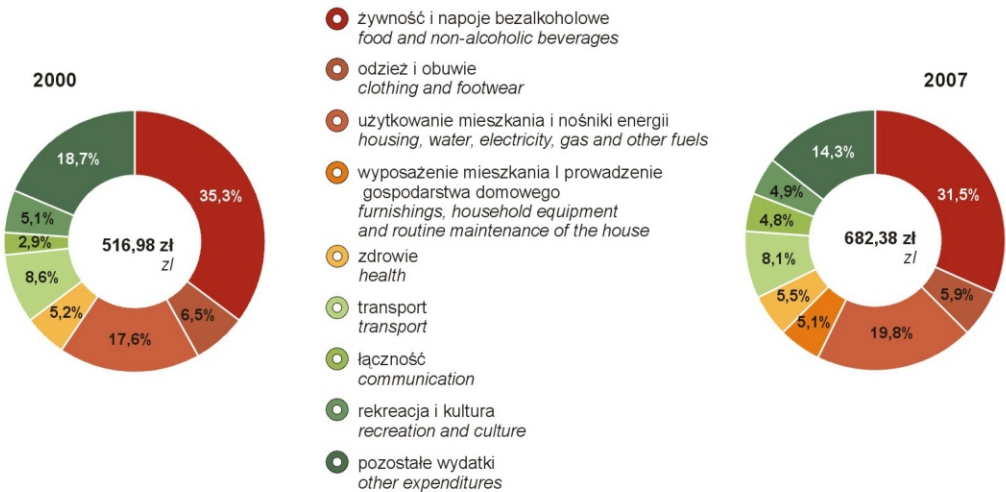 2000
18,7%
35,3%
5,1%
2,9%
516,98 zł
zl
8,6%
5,2%
17,6%
6,5%
żywność i napoje bezalkoholowe
food and non-alcoholic beverages
odzież i obuwie
clothing and footwear
użytkowanie mieszkania i nośniki energii
housing, water, electricity, gas and other fuels
wyposażenie mieszkania I prowadzenie
gospodarstwa domowego
furnishings, household equipment
and routine maintenance of the house
zdrowie
health
transport
transport
łączność
communication
rekreacja i kultura
recreation and culture
pozostałe wydatki
other expenditures
2007
14,3%
31,5%
4,9%
4,8%
682,38 zł
zl
8,1%
5,5%
5,1%
19,8%
5,9%